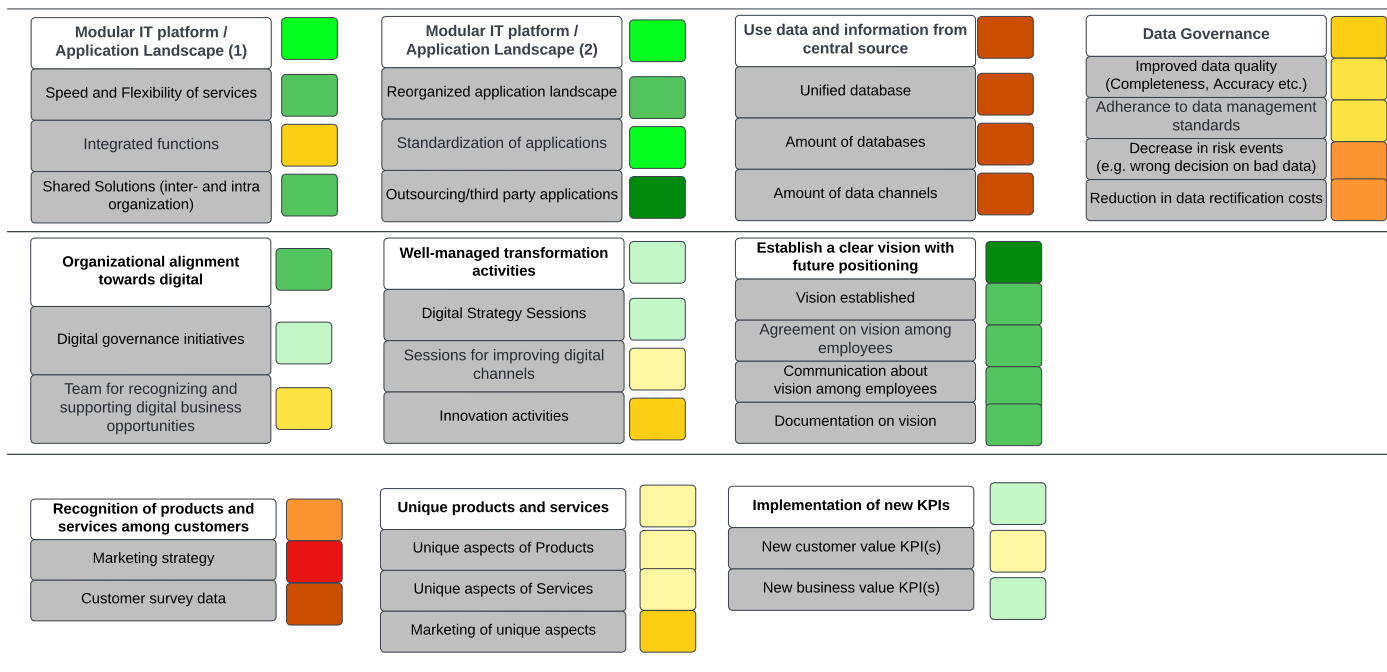 Modular IT platform /
Application Landscape (1)
Speed and Flexibility of services
Integrated functions
Shared Solutions (inter- and intra
organization)
Modular IT platform /
Application Landscape (2)
Reorganized application landscape
Standardization of applications
Outsourcing/third party applications
Use data and information from
central source
Unified database
Amount of databases
Amount of data channels
Data Governance
Improved data quality
(Completeness, Accuracy etc.)
Adherance to data management
standards
Decrease in risk events
(e.g. wrong decision on bad data)
Reduction in data rectification costs
Organizational alignment
towards digital
Digital governance initiatives
Team for recognizing and
supporting digital business
opportunities
Well-managed transformation
activities
Digital Strategy Sessions
Sessions for improving digital
channels
Innovation activities
Establish a clear vision with
future positioning
Vision established
Agreement on vision among
employees
Communication about
vision among employees
Documentation on vision
Recognition of products and
services among customers
Marketing strategy
Customer survey data
Unique products and services
Unique aspects of Products
Unique aspects of Services
Marketing of unique aspects
Implementation of new KPIs
New customer value KPI(s)
New business value KPI(s)